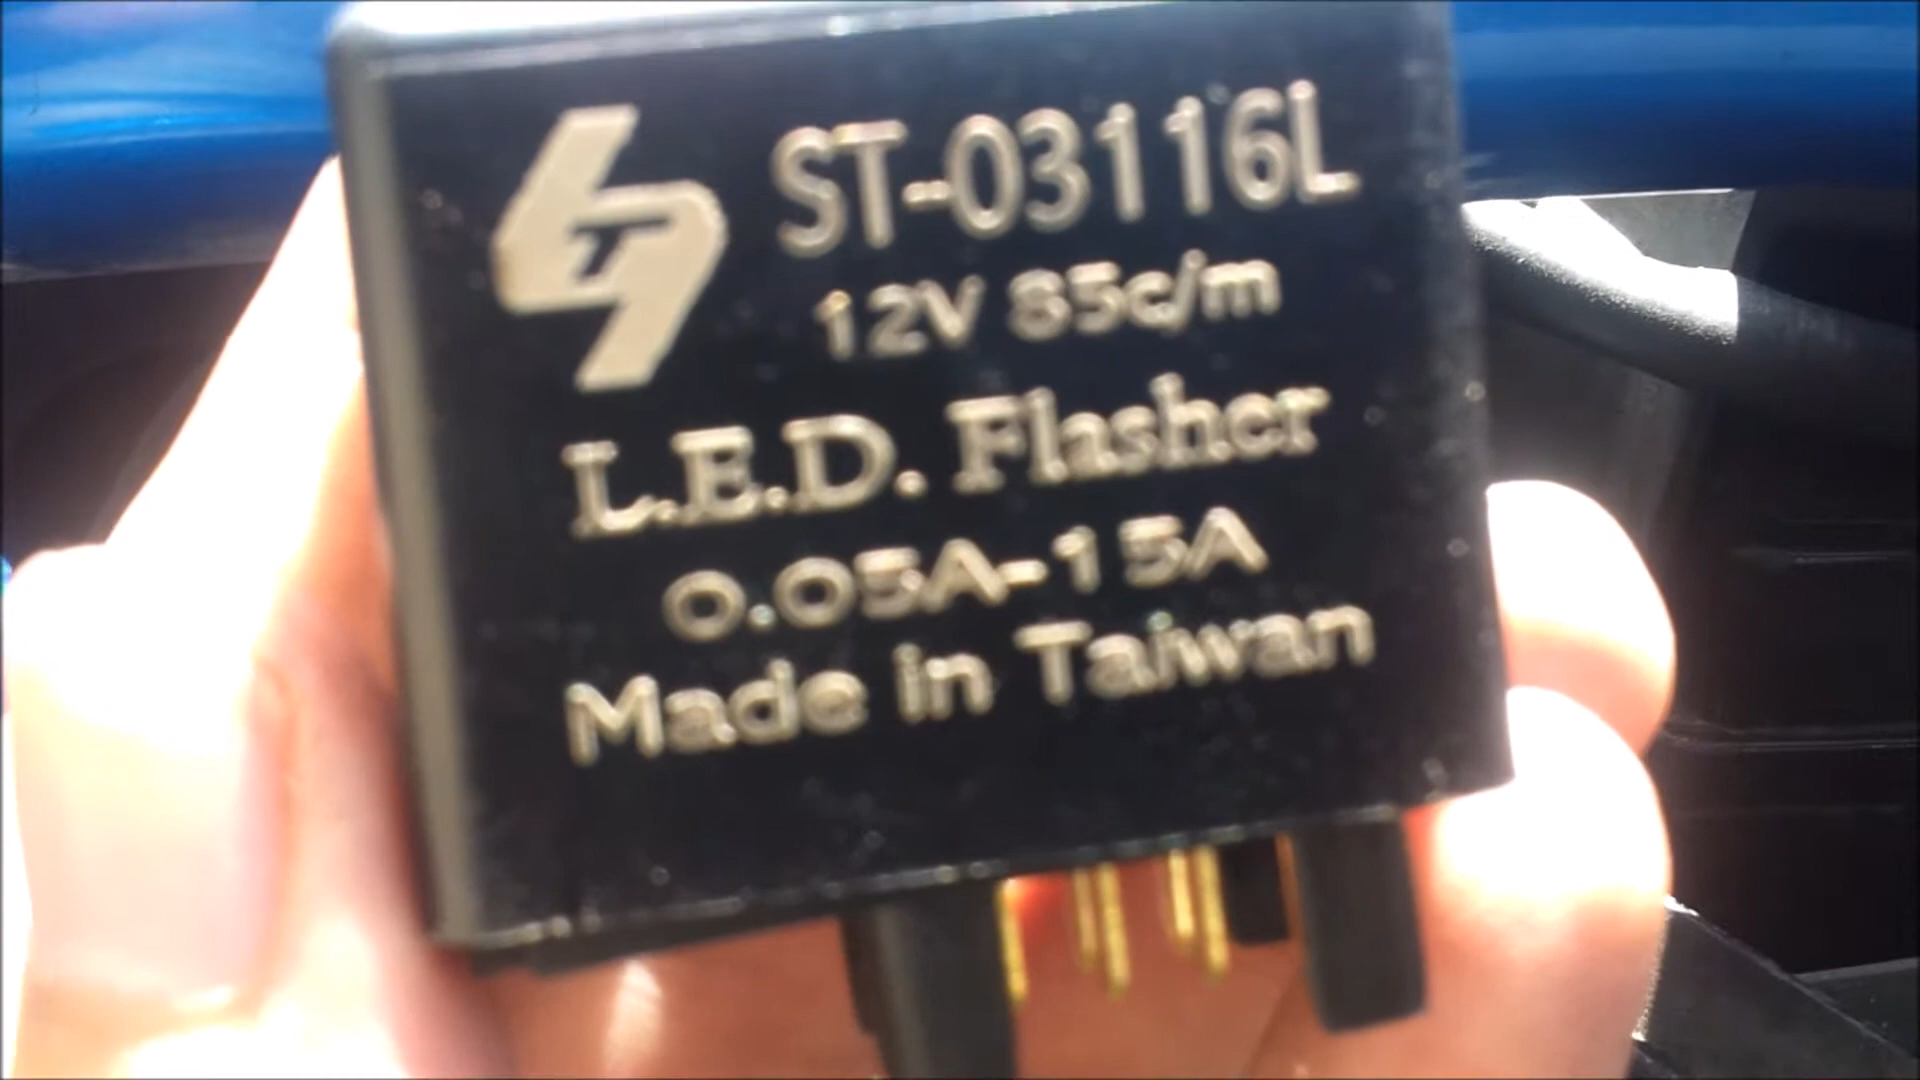 ST-03116L
12V 85c/m
L.E.D. Flasher
0.05A-15A
Made in Taiwan